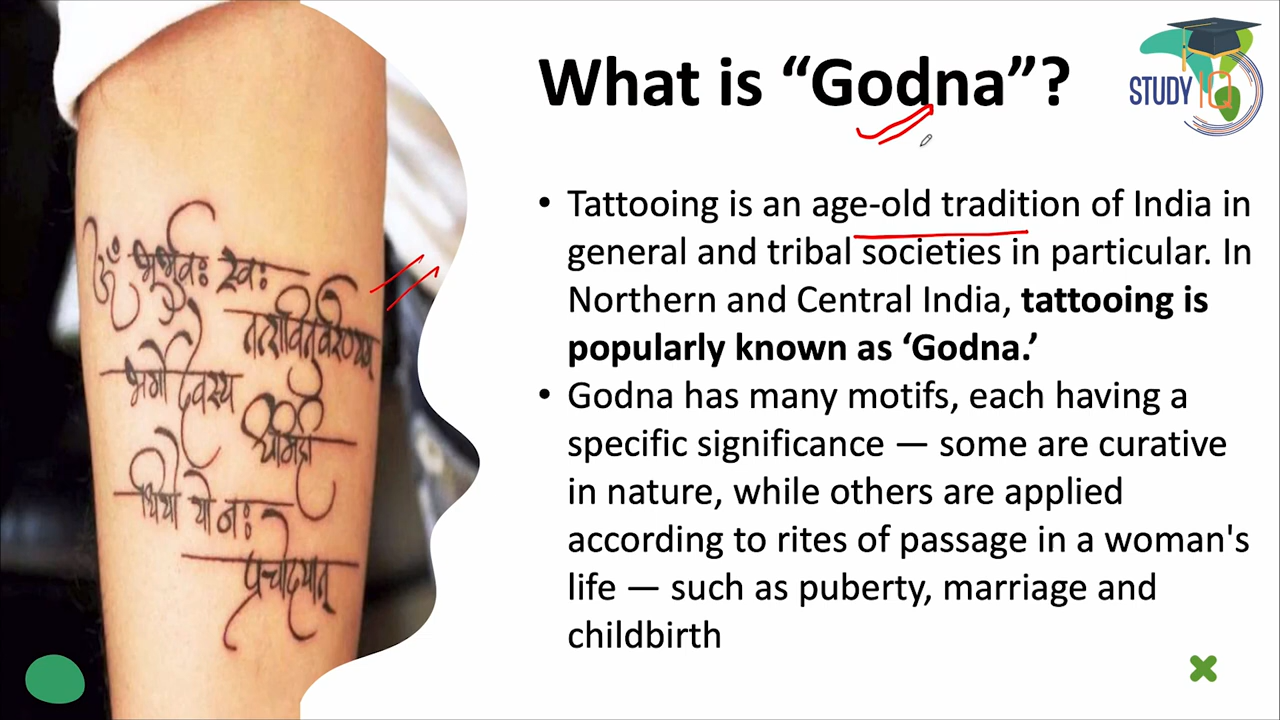 What is “Godna”?
STUDY IQ
• Tattooing is an age-old tradition of India in
general and tribal societies in particular. In
Northern and Central India, tattooing is
popularly known as ‘Godna.’
• Godna has many motifs, each having a
specific significance — some are curative
in nature, while others are applied
according to rites of passage in a woman's
life — such as puberty, marriage and
childbirth
ॐ भूर्भुवः स्वः
तत्सवितुर्वरेण्यम्
भर्गो देवस्य
धीमही
धियो यो नः
प्रचोदयात्